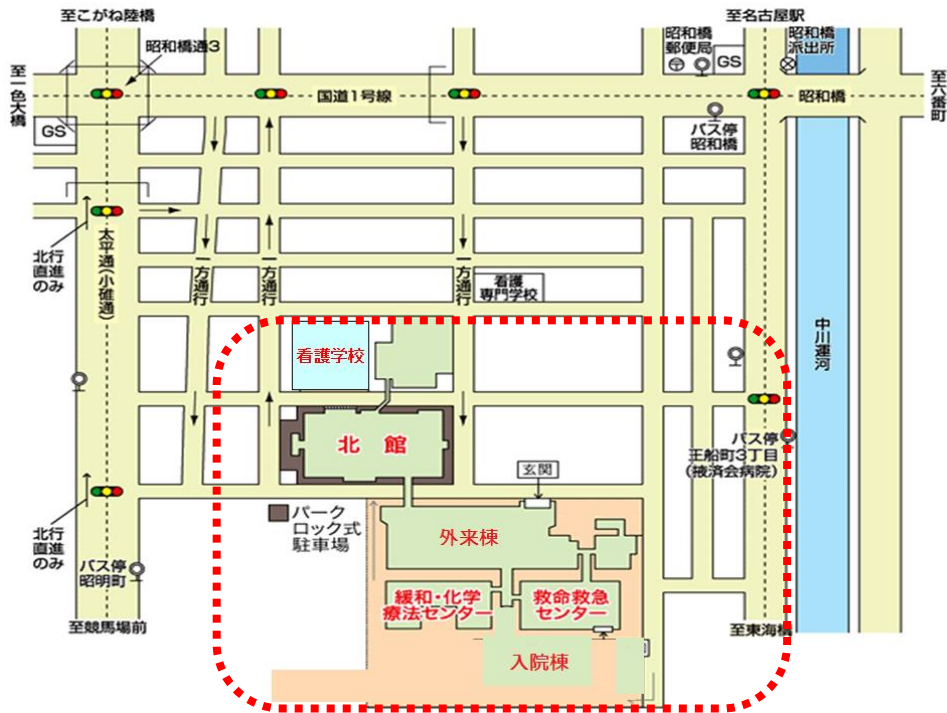 至こがね陸橋
至名古屋駅
昭和橋通3
昭和橋
郵便局
GS
昭和橋
派出所
至一色大橋
国道1号線
昭和橋
至六番町
GS
バス停
昭和橋
北行
直進
のみ
太平通(小碓通)
一方通行
一方通行
一方通行
看護
専門学校
中川運河
看護学校
北 館
バス停
王船町3丁目
(掖済会病院)
玄関
パーク
ロック式
駐車場
外来棟
北行
直進
のみ
バス停
昭明町
緩和・化学
療法センター
救命救急
センター
至競馬場前
至東海橋
入院棟